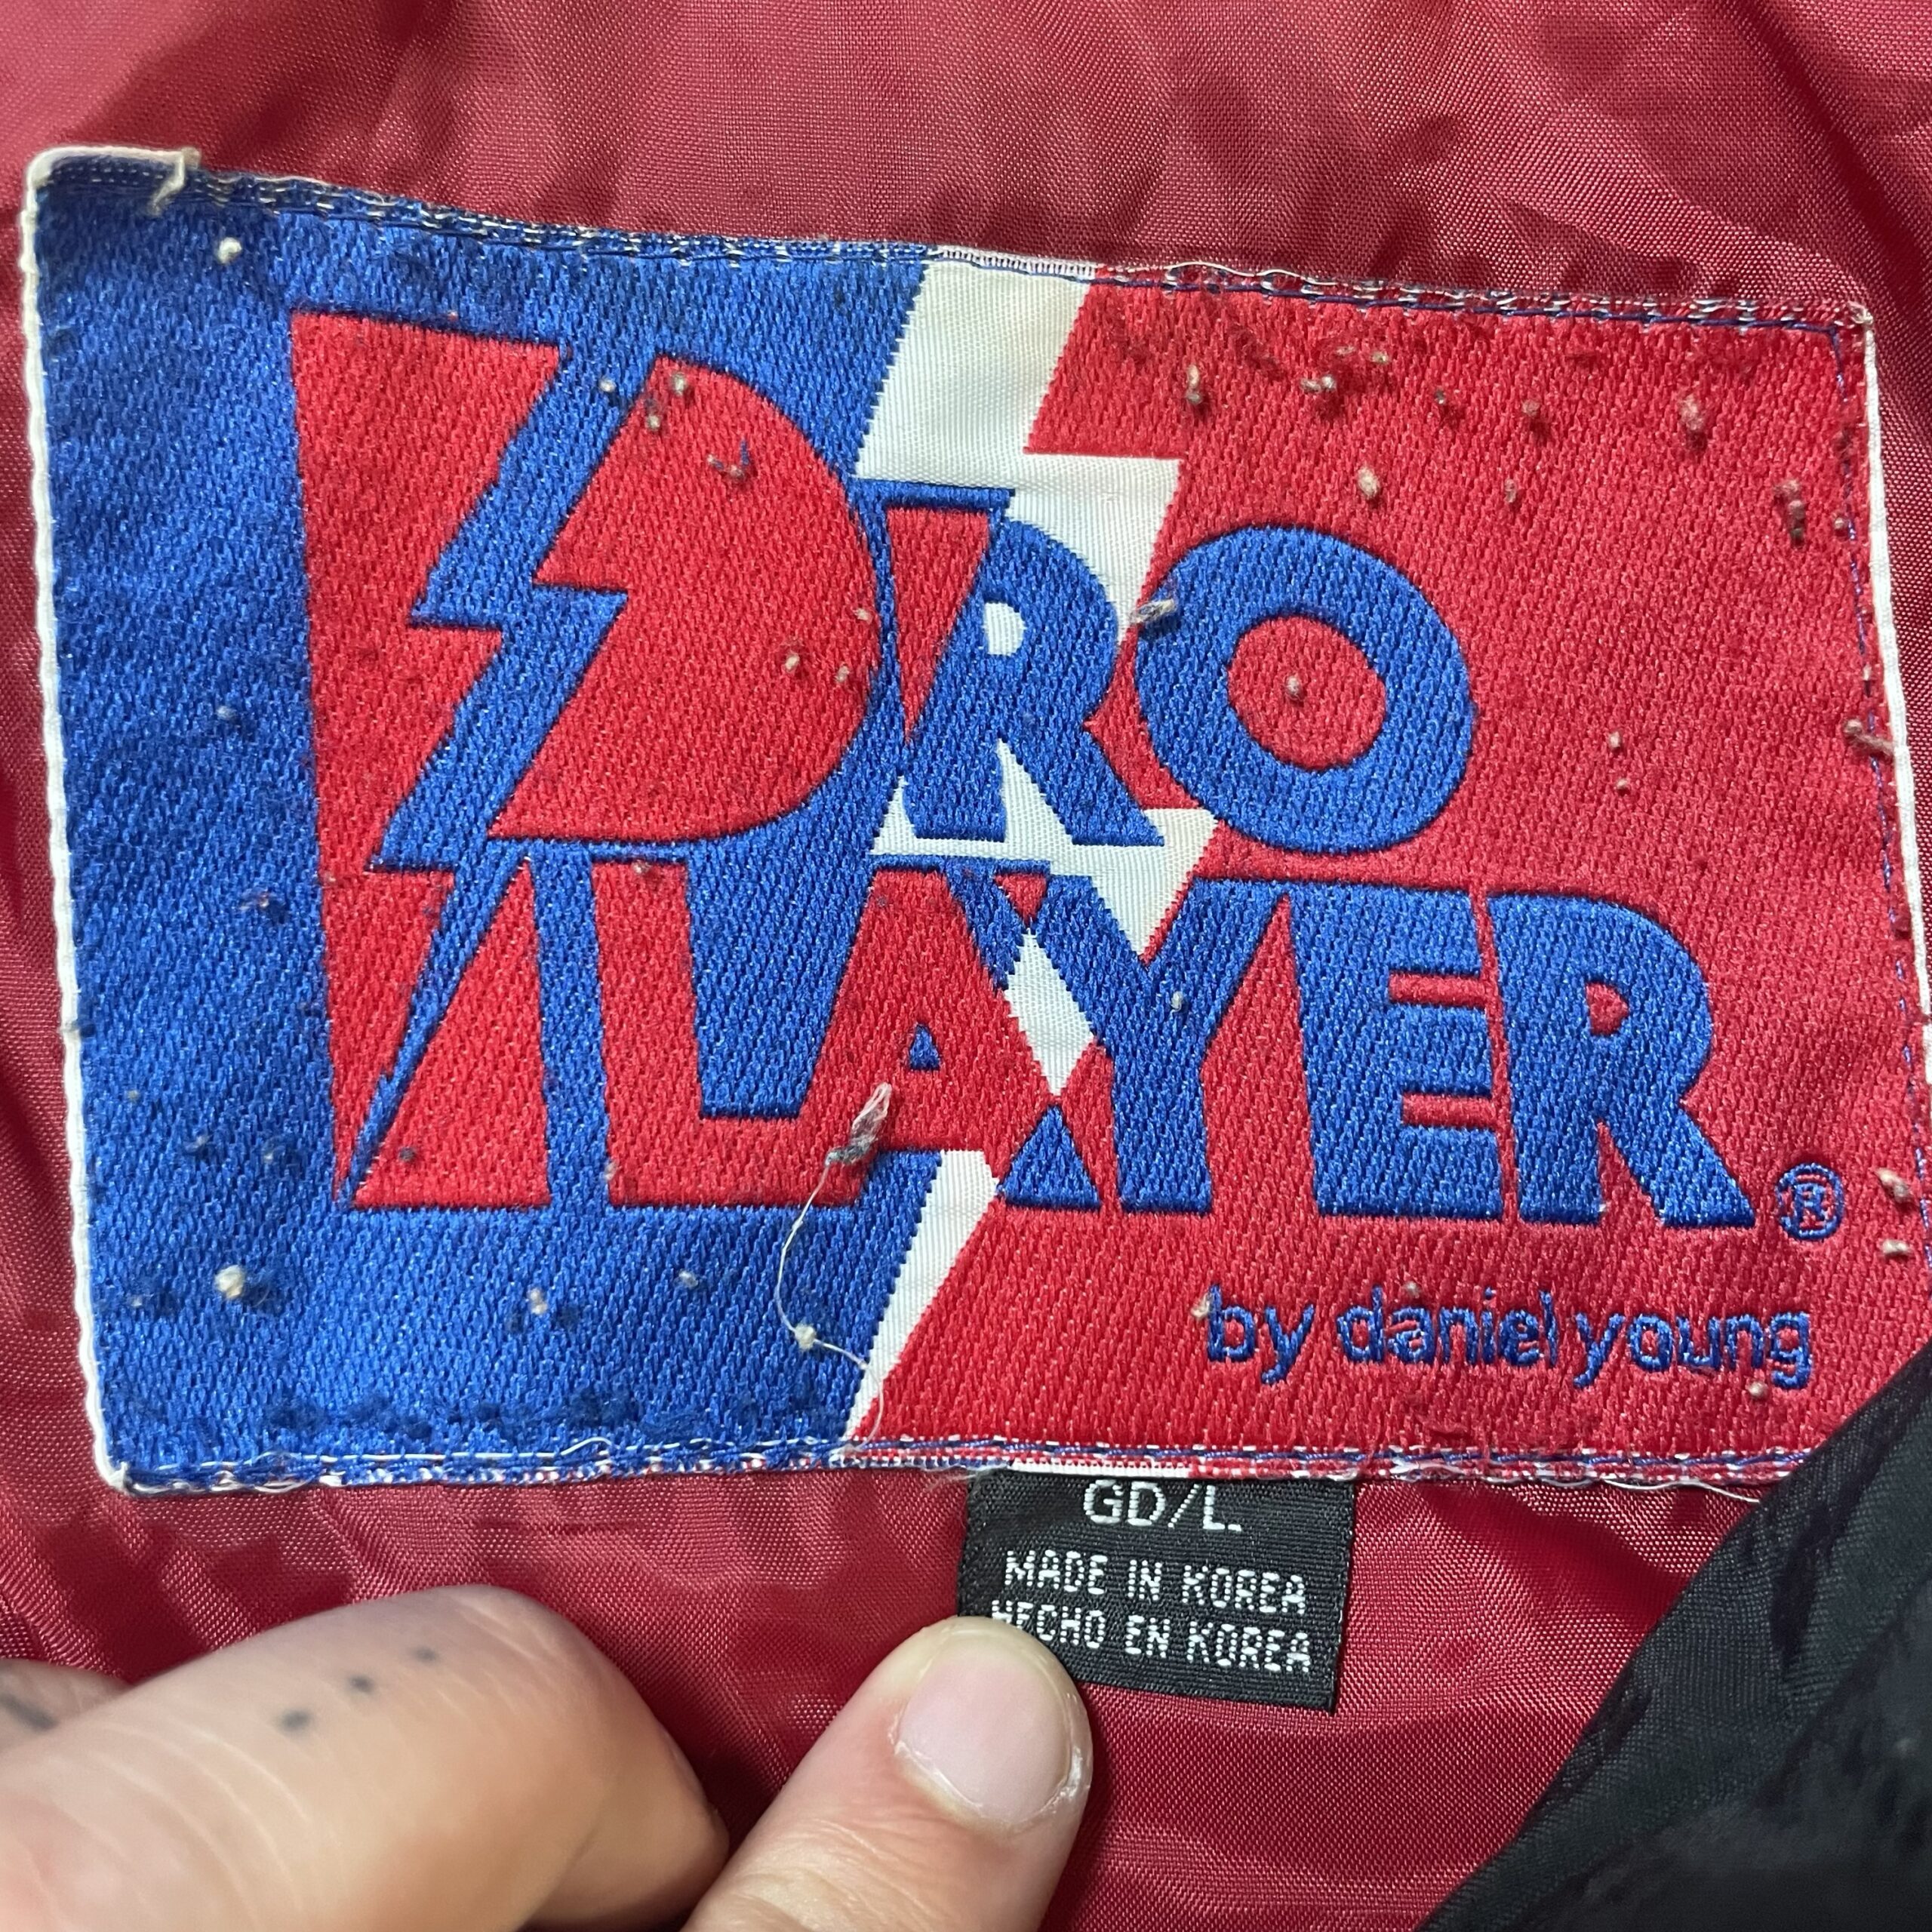 PRO
PLAYER®
by daniel young
GD/L
MADE IN KOREA
HECHO EN KOREA